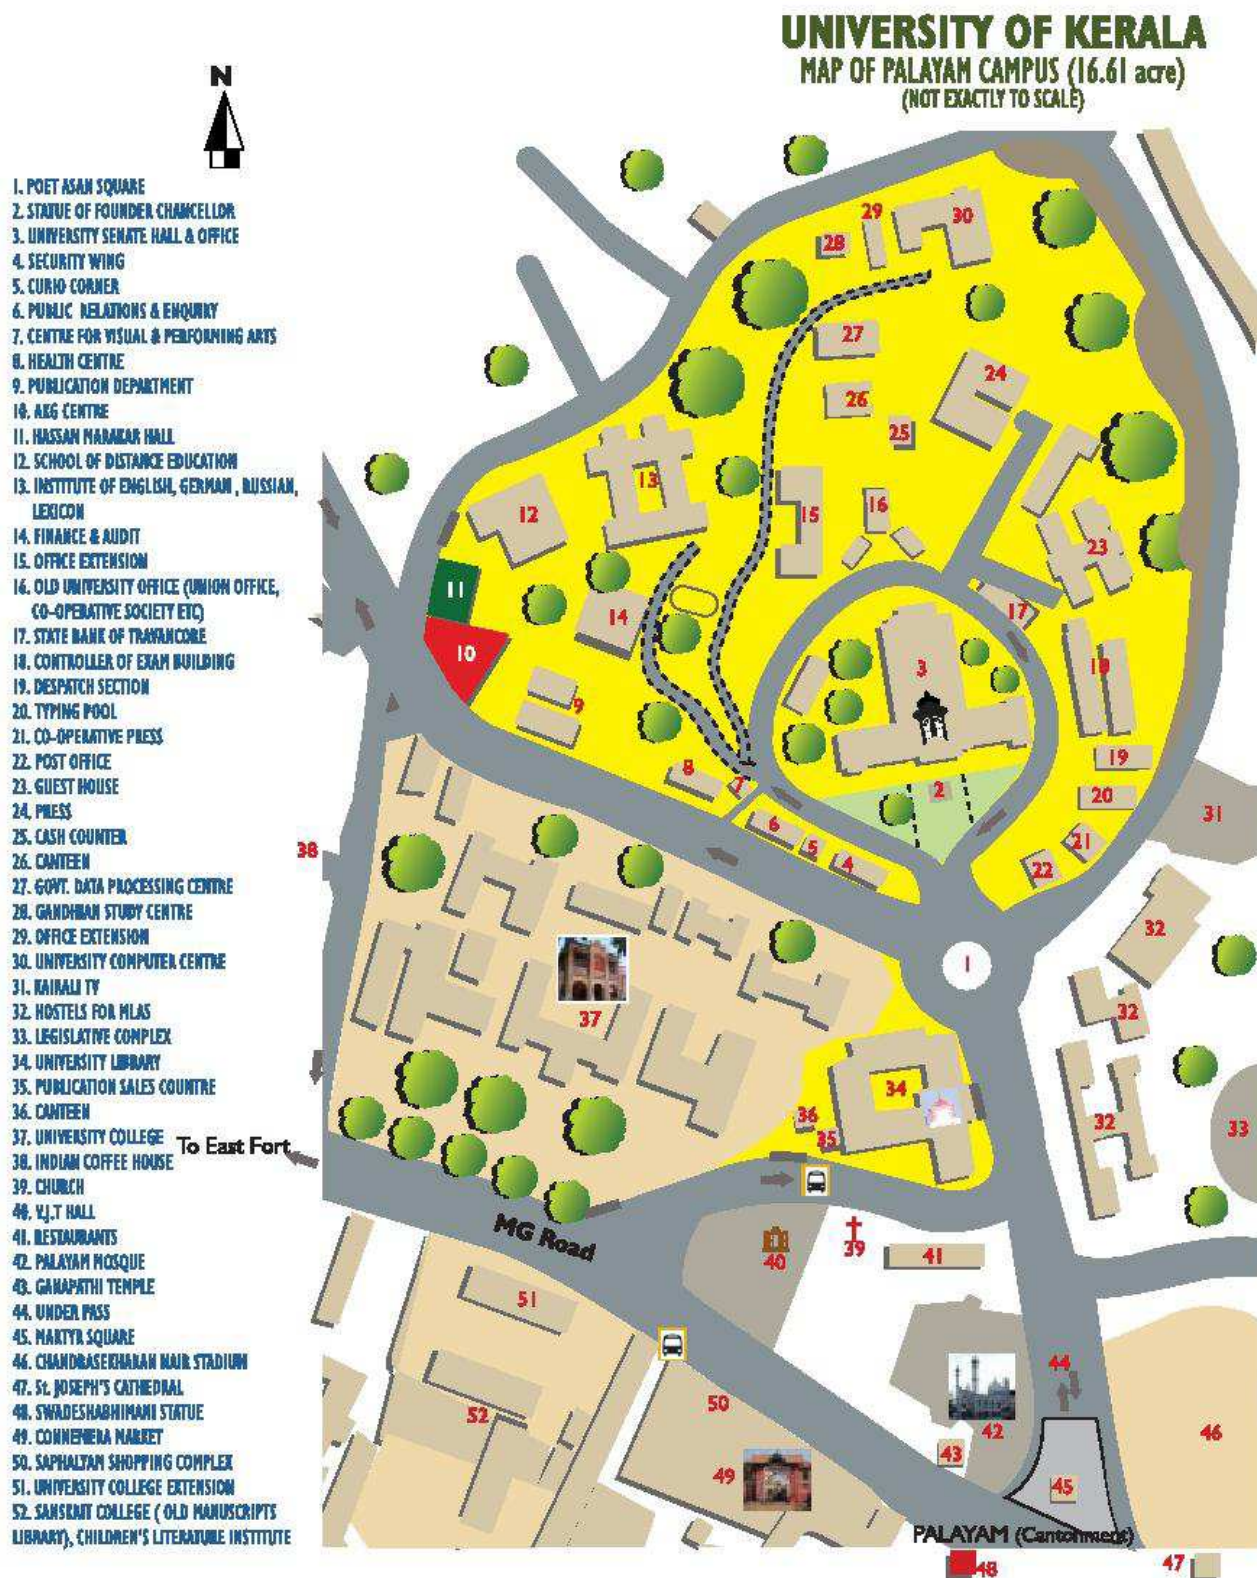 UNIVERSITY OF KERALA
MAP OF PALAYAM CAMPUS (16.61 acre)
(NOT EXACTLY TO SCALE)
N
1. POET ASAN SQUARE
2. STATUE OF FOUNDER CHANCELLOR
3. UNIVERSITY SENATE HALL & OFFICE
4. SECURITY WING
5. CURIO CORNER
6. PUBLIC RELATIONS & ENQUIRY
7. CENTRE FOR VISUAL & PERFORMING ARTS
8. HEALTH CENTRE
9. PUBLICATION DEPARTMENT
10. AKG CENTRE
11. HASSAN MARAKAR HALL
12. SCHOOL OF DISTANCE EDUCATION
13. INSTITUTE OF ENGLISH, GERMAN , RUSSIAN,
LEXICON
14. FINANCE & AUDIT
15. OFFICE EXTENSION
16. OLD UNIVERSITY OFFICE (UNION OFFICE,
CO-OPERATIVE SOCIETY ETC)
17. STATE BANK OF TRAVANCORE
18. CONTROLLER OF EXAM BUILDING
19. DESPATCH SECTION
20. TYPING POOL
21. CO-OPERATIVE PRESS
22. POST OFFICE
23. GUEST HOUSE
24. PRESS
25. CASH COUNTER
26. CANTEEN
27. GOVT. DATA PROCESSING CENTRE
28. GANDHIAN STUDY CENTRE
29. OFFICE EXTENSION
30. UNIVERSITY COMPUTER CENTRE
31. KAIRALI TV
32. HOSTELS FOR MLAS
33. LEGISLATIVE COMPLEX
34. UNIVERSITY LIBRARY
35. PUBLICATION SALES COUNTRE
36. CANTEEN
37. UNIVERSITY COLLEGE
38. INDIAN COFFEE HOUSE
39. CHURCH
40. V.J.T HALL
41. RESTAURANTS
42. PALAYAM MOSQUE
43. GANAPATHI TEMPLE
44. UNDER PASS
45. MARTYR SQUARE
46. CHANDRASEKHARAN NAIR STADIUM
47. St. JOSEPH'S CATHEDRAL
48. SWADESHABHIMANI STATUE
49. CONNEMERA MARKET
50. SAPHALYAM SHOPPING COMPLEX
51. UNIVERSITY COLLEGE EXTENSION
52. SANSKRIT COLLEGE ( OLD MANUSCRIPTS
LIBRARY), CHILDREN'S LITERATURE INSTITUTE
29
30
28
27
24
26
25
13
12
15
16
23
11
14
17
10
3
18
9
19
8
7
2
20
31
6
5
4
21
22
38
32
1
37
32
34
36
35
32
33
To East Fort
MG Road
40
39
41
51
44
50
52
42
43
46
49
45
PALAYAM (Cantonment)
48
47